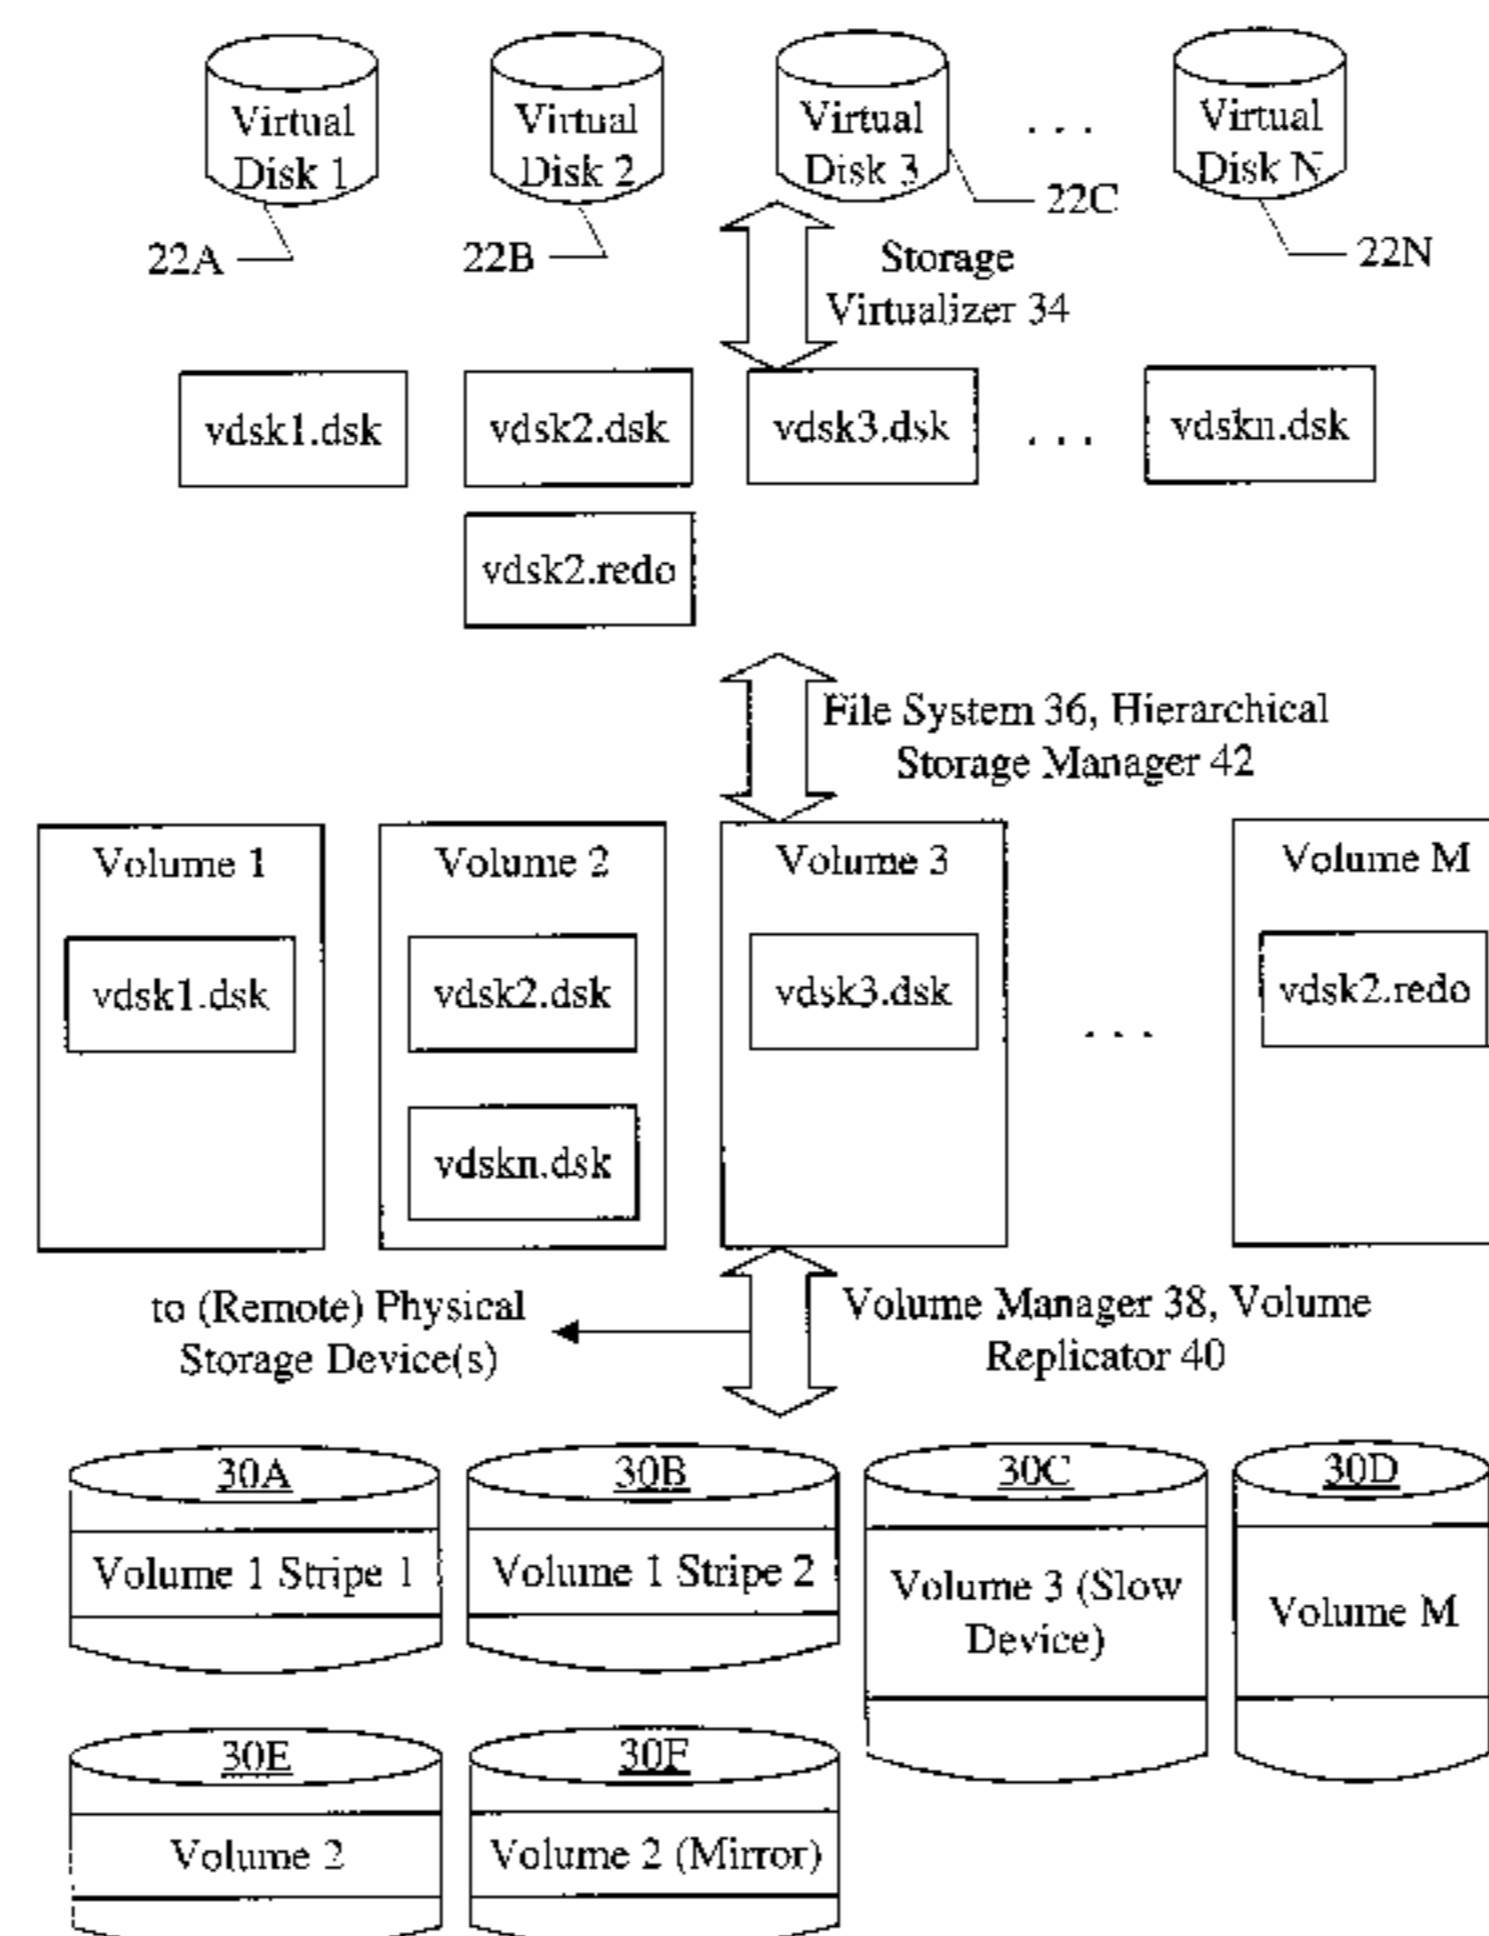 Virtual
Disk 1
Virtual
Disk 2
Virtual
Disk 3
. . .
Virtual
Disk N
22A
22B
22C
22N
Storage
Virtualizer 34
vdsk1.dsk
vdsk2.dsk
vdsk3.dsk
. . .
vdskn.dsk
vdsk2.redo
File System 36, Hierarchical
Storage Manager 42
Volume 1
Volume 2
Volume 3
Volume M
vdsk1.dsk
vdsk2.dsk
vdsk3.dsk
. . .
vdsk2.redo
vdskn.dsk
to (Remote) Physical
Storage Device(s)
Volume Manager 38, Volume
Replicator 40
30A
30B
30C
30D
Volume 1 Stripe 1
Volume 1 Stripe 2
Volume 3 (Slow
Device)
Volume M
30E
30F
Volume 2
Volume 2 (Mirror)